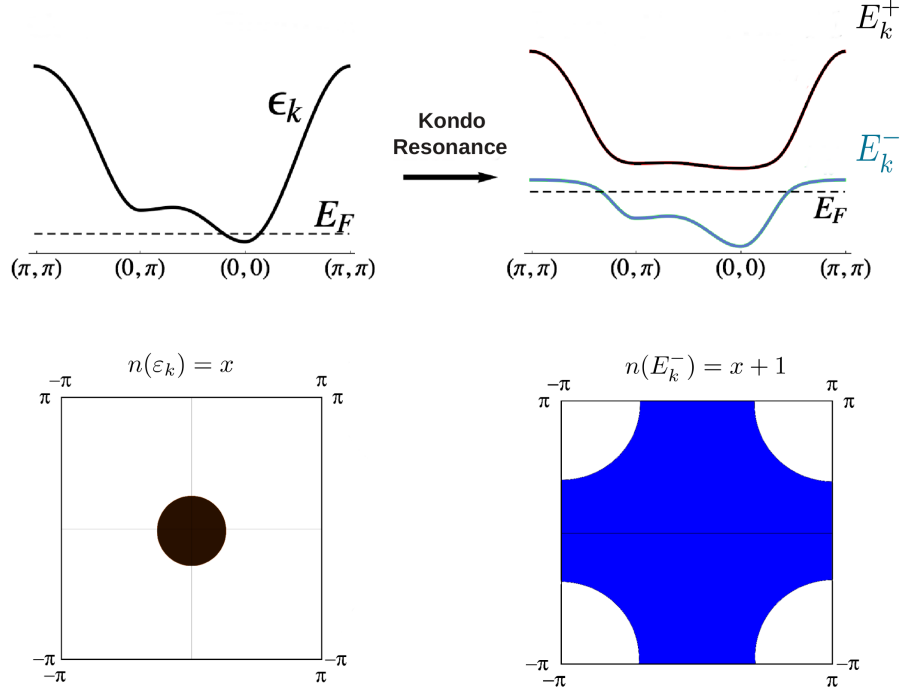 E_k^+
ϵ_k
Kondo
Resonance
E_k^-
E_F
E_F
(π, π) (0, π) (0, 0) (π, π)
(π, π) (0, π) (0, 0) (π, π)
n(ε_k) = x
n(E_k^-) = x + 1
−π π
π π
−π π
π π
−π −π
−π π
−π −π
−π π